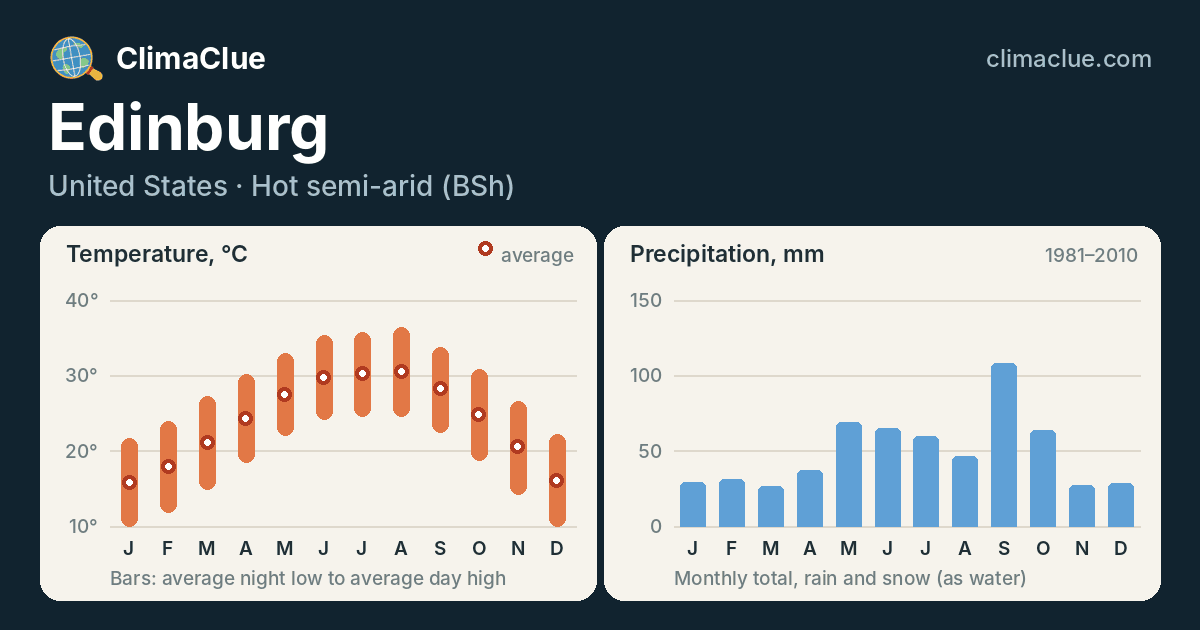 ClimaClue
climaclue.com
Edinburg
United States · Hot semi-arid (BSh)
Temperature, °C
average
40°
30°
20°
10°
J F M A M J J A S O N D
Bars: average night low to average day high
Precipitation, mm
1981–2010
150
100
50
0
J F M A M J J A S O N D
Monthly total, rain and snow (as water)